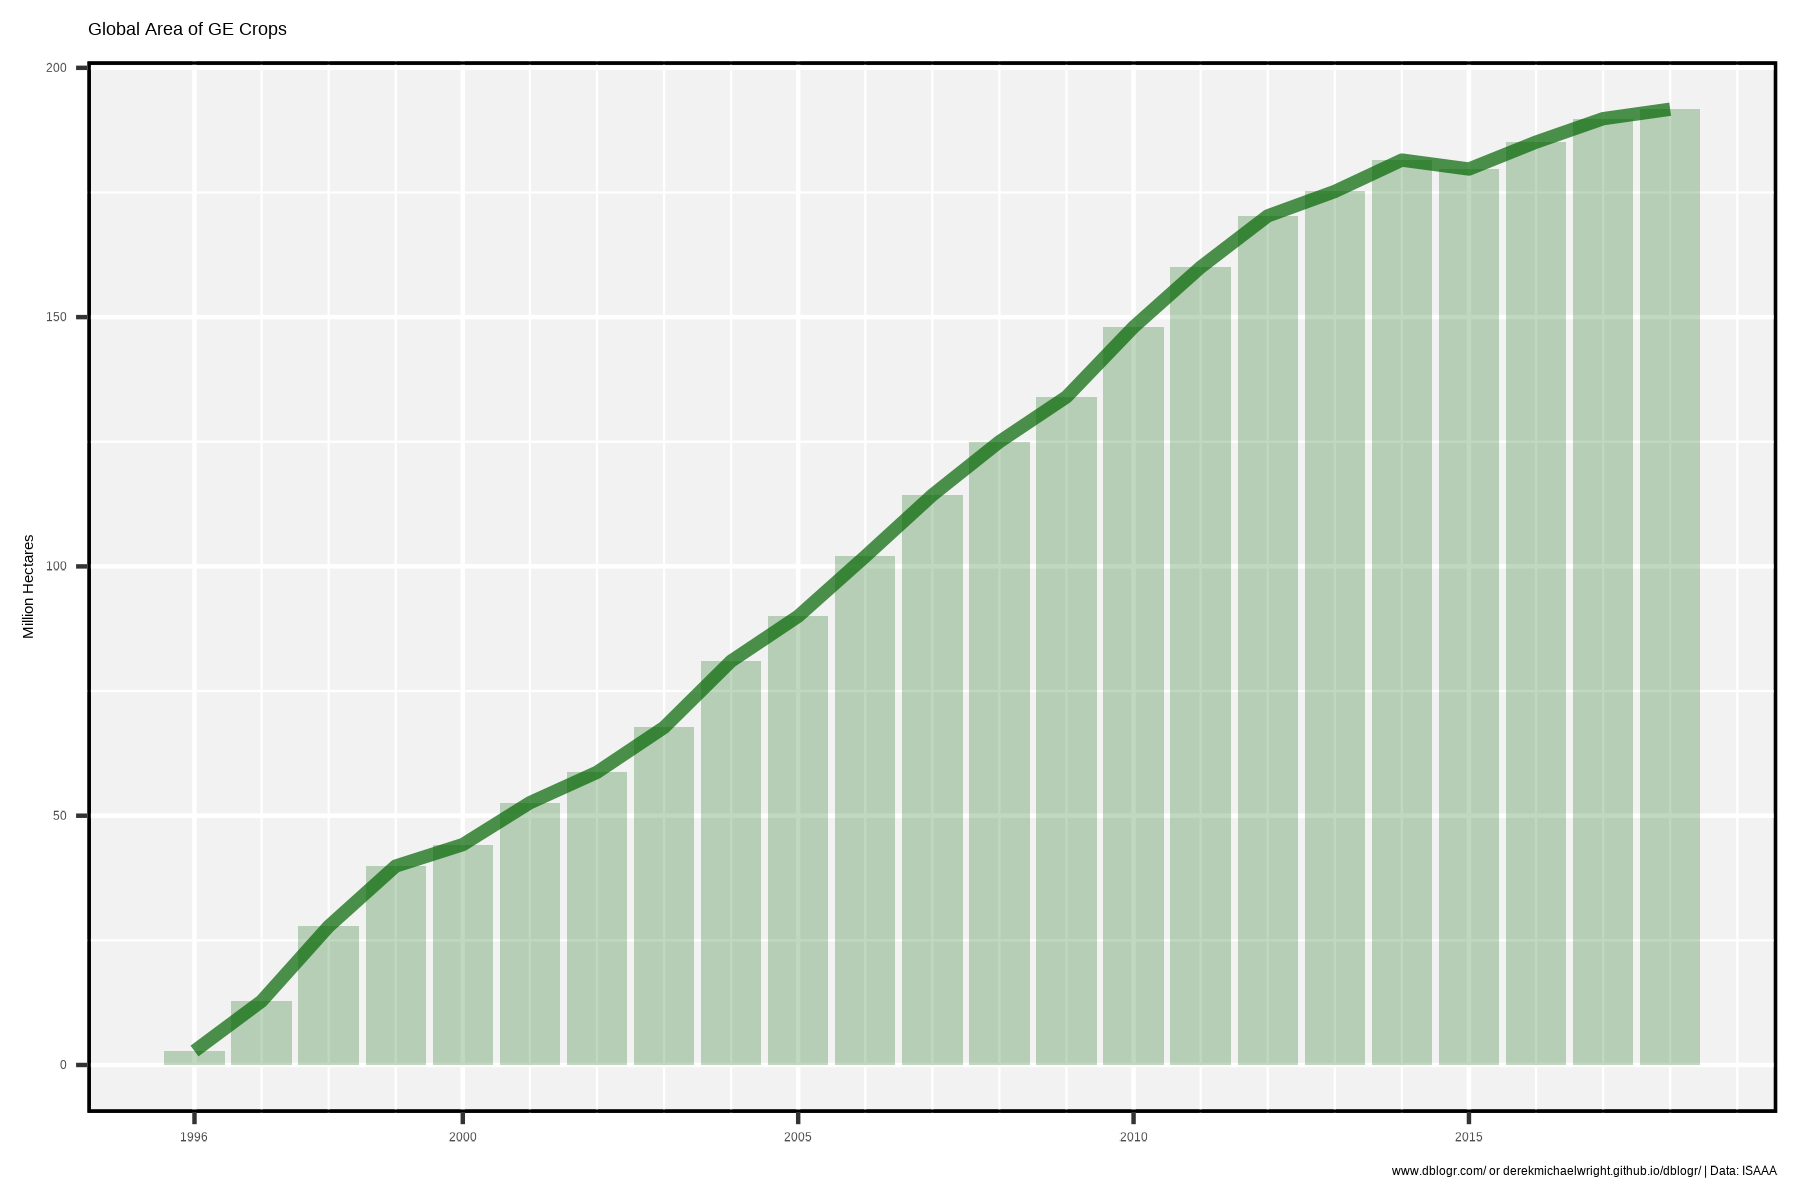 Global Area of GE Crops
200
150
100
50
0
Million Hectares
1996 2000 2005 2010 2015
www.dblogr.com/ or derekmichaelwright.github.io/dblogr/ | Data: ISAAA